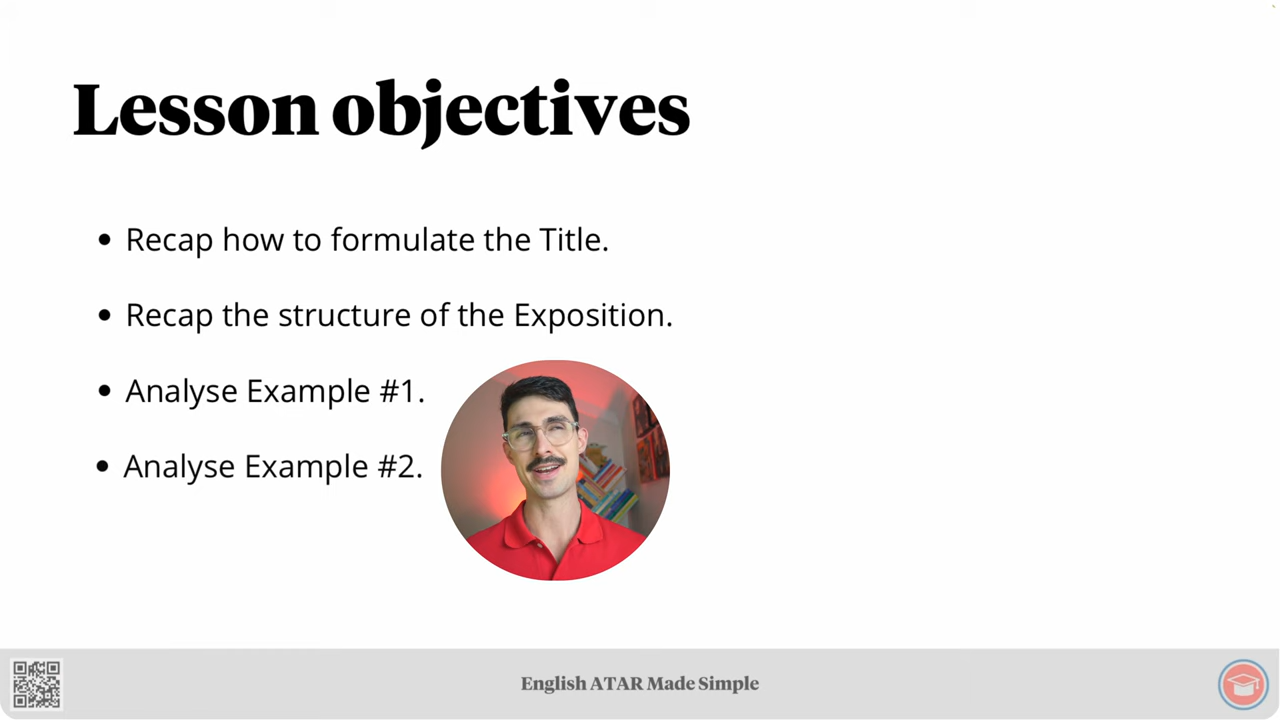 Lesson objectives
• Recap how to formulate the Title.
• Recap the structure of the Exposition.
• Analyse Example #1.
• Analyse Example #2.
English ATAR Made Simple